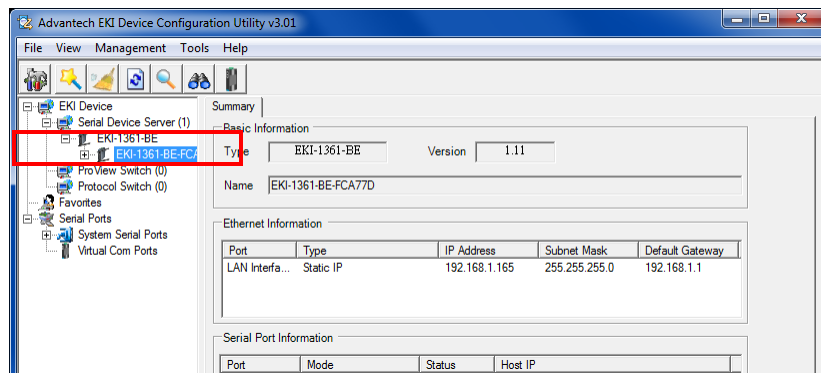 Advantech EKI Device Configuration Utility v3.01
File View Management Tools Help
EKI Device
Serial Device Server (1)
EKI-1361-BE
EKI-1361-BE-FCA
ProView Switch (0)
Protocol Switch (0)
Favorites
Serial Ports
System Serial Ports
Virtual Com Ports
Summary
Basic Information
Type EKI-1361-BE Version 1.11
Name EKI-1361-BE-FCA77D
Ethernet Information
Port Type IP Address Subnet Mask Default Gateway
LAN Interfa... Static IP 192.168.1.165 255.255.255.0 192.168.1.1
Serial Port Information
Port Mode Status Host IP